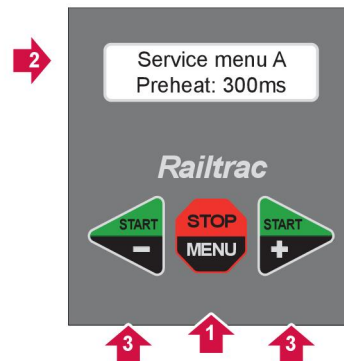 2
Service menu A
Preheat: 300ms
Railtrac
START
-
STOP
MENU
START
+
3
1
3